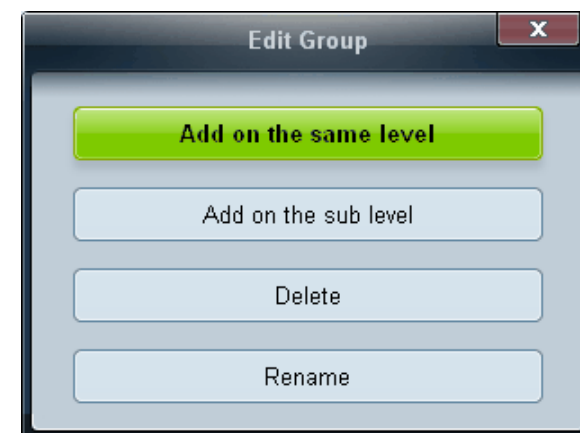 Edit Group
x
Add on the same level
Add on the sub level
Delete
Rename